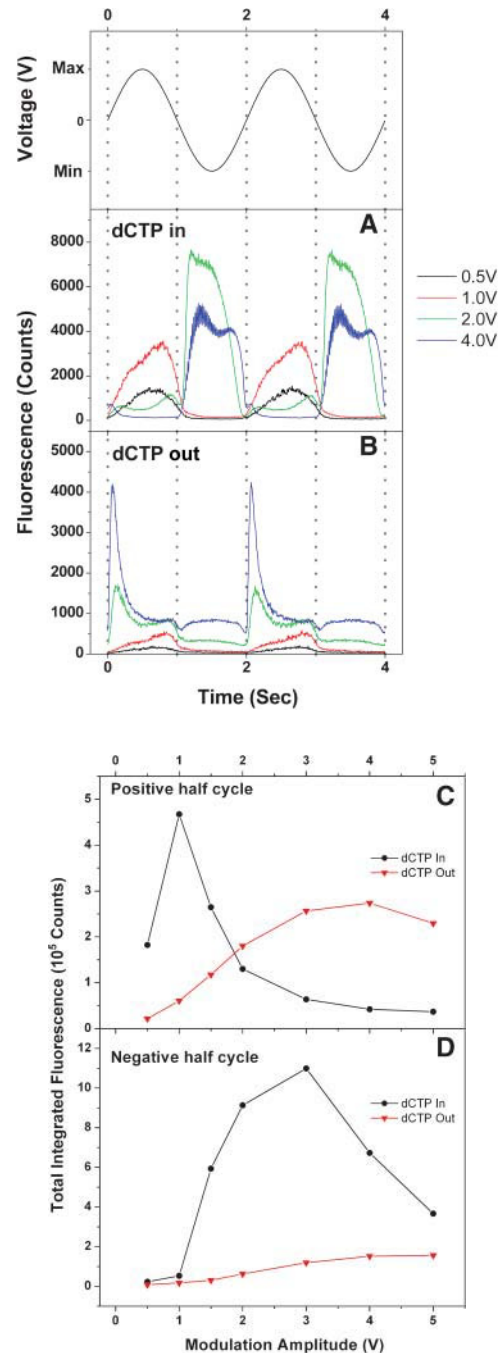 0 2 4
Max
0
Min
Voltage (V)
dCTP in
A
8000
6000
4000
2000
0
0.5V
1.0V
2.0V
4.0V
dCTP out
B
5000
4000
3000
2000
1000
0
Fluorescence (Counts)
0 2 4
Time (Sec)
0 1 2 3 4 5
Positive half cycle
C
5
4
3
2
1
0
dCTP In
dCTP Out
Negative half cycle
D
12
10
8
6
4
2
0
dCTP In
dCTP Out
Total Integrated Fluorescence (10⁵ Counts)
0 1 2 3 4 5
Modulation Amplitude (V)